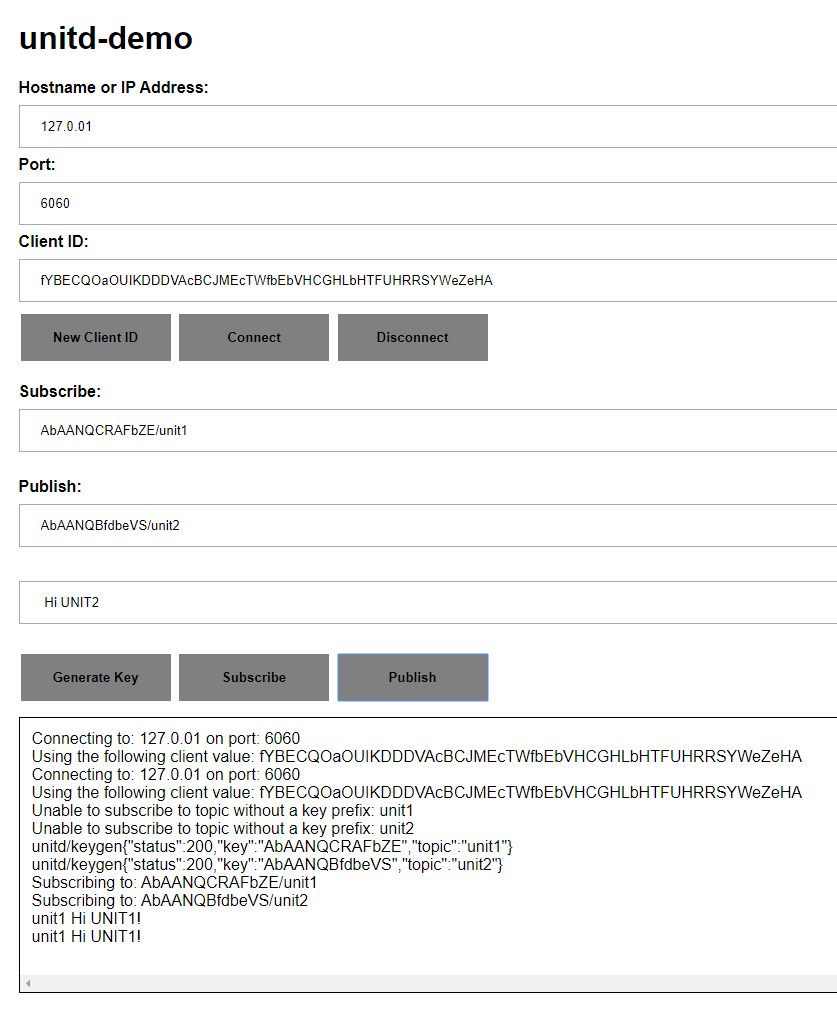 unitd-demo
Hostname or IP Address:
127.0.01
Port:
6060
Client ID:
fYBECQOaOUIKDDDVAcBCJMEcTWfbEbVHCGHLbHTFUHRRSYWeZeHA
New Client ID Connect Disconnect
Subscribe:
AbAANQCRAFbZE/unit1
Publish:
AbAANQBfdbeVS/unit2
Hi UNIT2
Generate Key Subscribe Publish
Connecting to: 127.0.01 on port: 6060
Using the following client value: fYBECQOaOUIKDDDVAcBCJMEcTWfbEbVHCGHLbHTFUHRRSYWeZeHA
Connecting to: 127.0.01 on port: 6060
Using the following client value: fYBECQOaOUIKDDDVAcBCJMEcTWfbEbVHCGHLbHTFUHRRSYWeZeHA
Unable to subscribe to topic without a key prefix: unit1
Unable to subscribe to topic without a key prefix: unit2
unitd/keygen{"status":200,"key":"AbAANQCRAFbZE","topic":"unit1"}
unitd/keygen{"status":200,"key":"AbAANQBfdbeVS","topic":"unit2"}
Subscribing to: AbAANQCRAFbZE/unit1
Subscribing to: AbAANQBfdbeVS/unit2
unit1 Hi UNIT1!
unit1 Hi UNIT1!